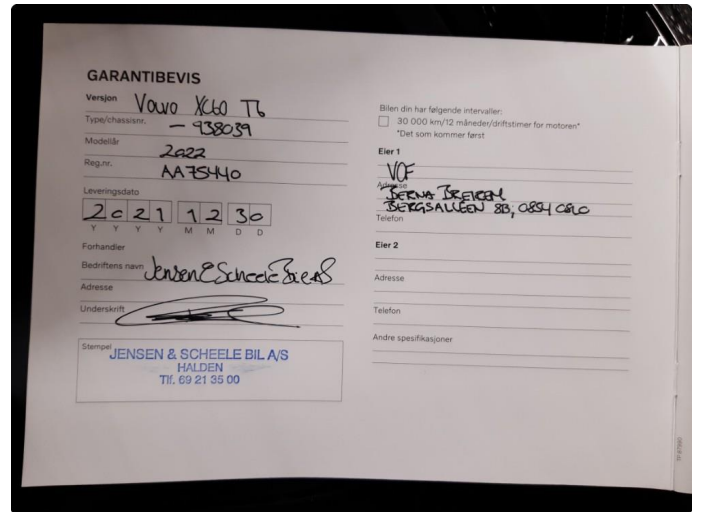 GARANTIBEVIS
Versjon Volvo XC60 T6
Type/chassisnr. - 938039
Modellår 2022
Reg.nr. AA75440
Leveringsdato
2021 12 30
Y Y Y Y M M D D
Forhandler
Bedriftens navn Jensen & Scheele Bil A/S
Adresse
Underskrift
Stempel
JENSEN & SCHEELE BIL A/S
HALDEN
Tlf. 69 21 35 00
Bilen din har følgende intervaller:
30 000 km/12 måneder/driftstimer for motoren*
*Det som kommer først
Eier 1
VOF
Adresse
BERNA
BERGSALLEEN 8B, 0854 OSLO
Telefon
Eier 2
Adresse
Telefon
Andre spesifikasjoner